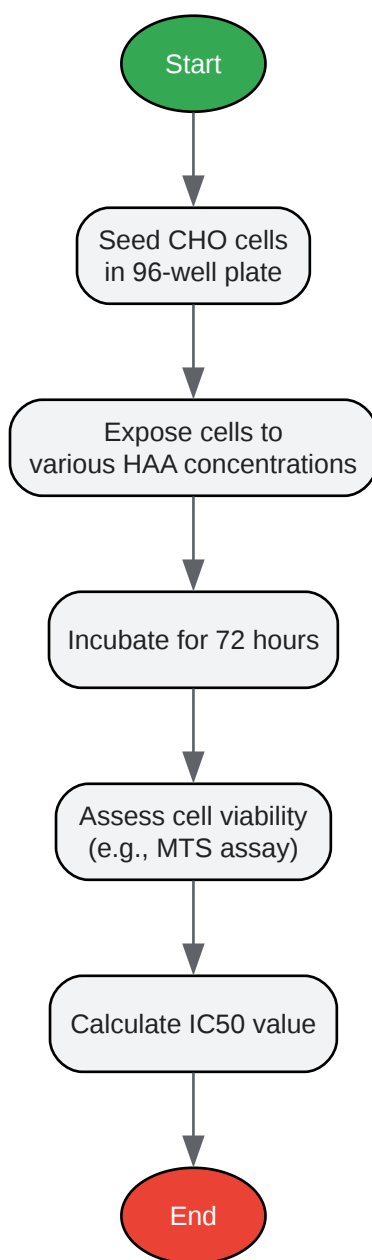 Start
Seed CHO cells
in 96-well plate
Expose cells to
various HAA concentrations
Incubate for 72 hours
Assess cell viability
(e.g., MTS assay)
Calculate IC50 value
End